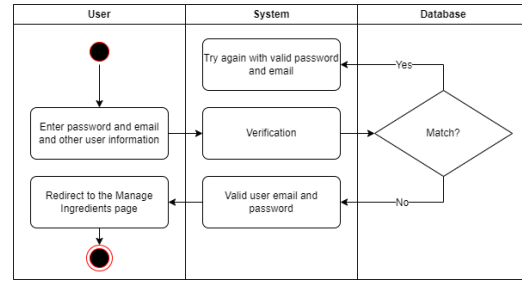 User
System
Database
Try again with valid password
and email
Yes
Enter password and email
and other user information
Verification
Match?
Redirect to the Manage
Ingredients page
Valid user email and
password
No